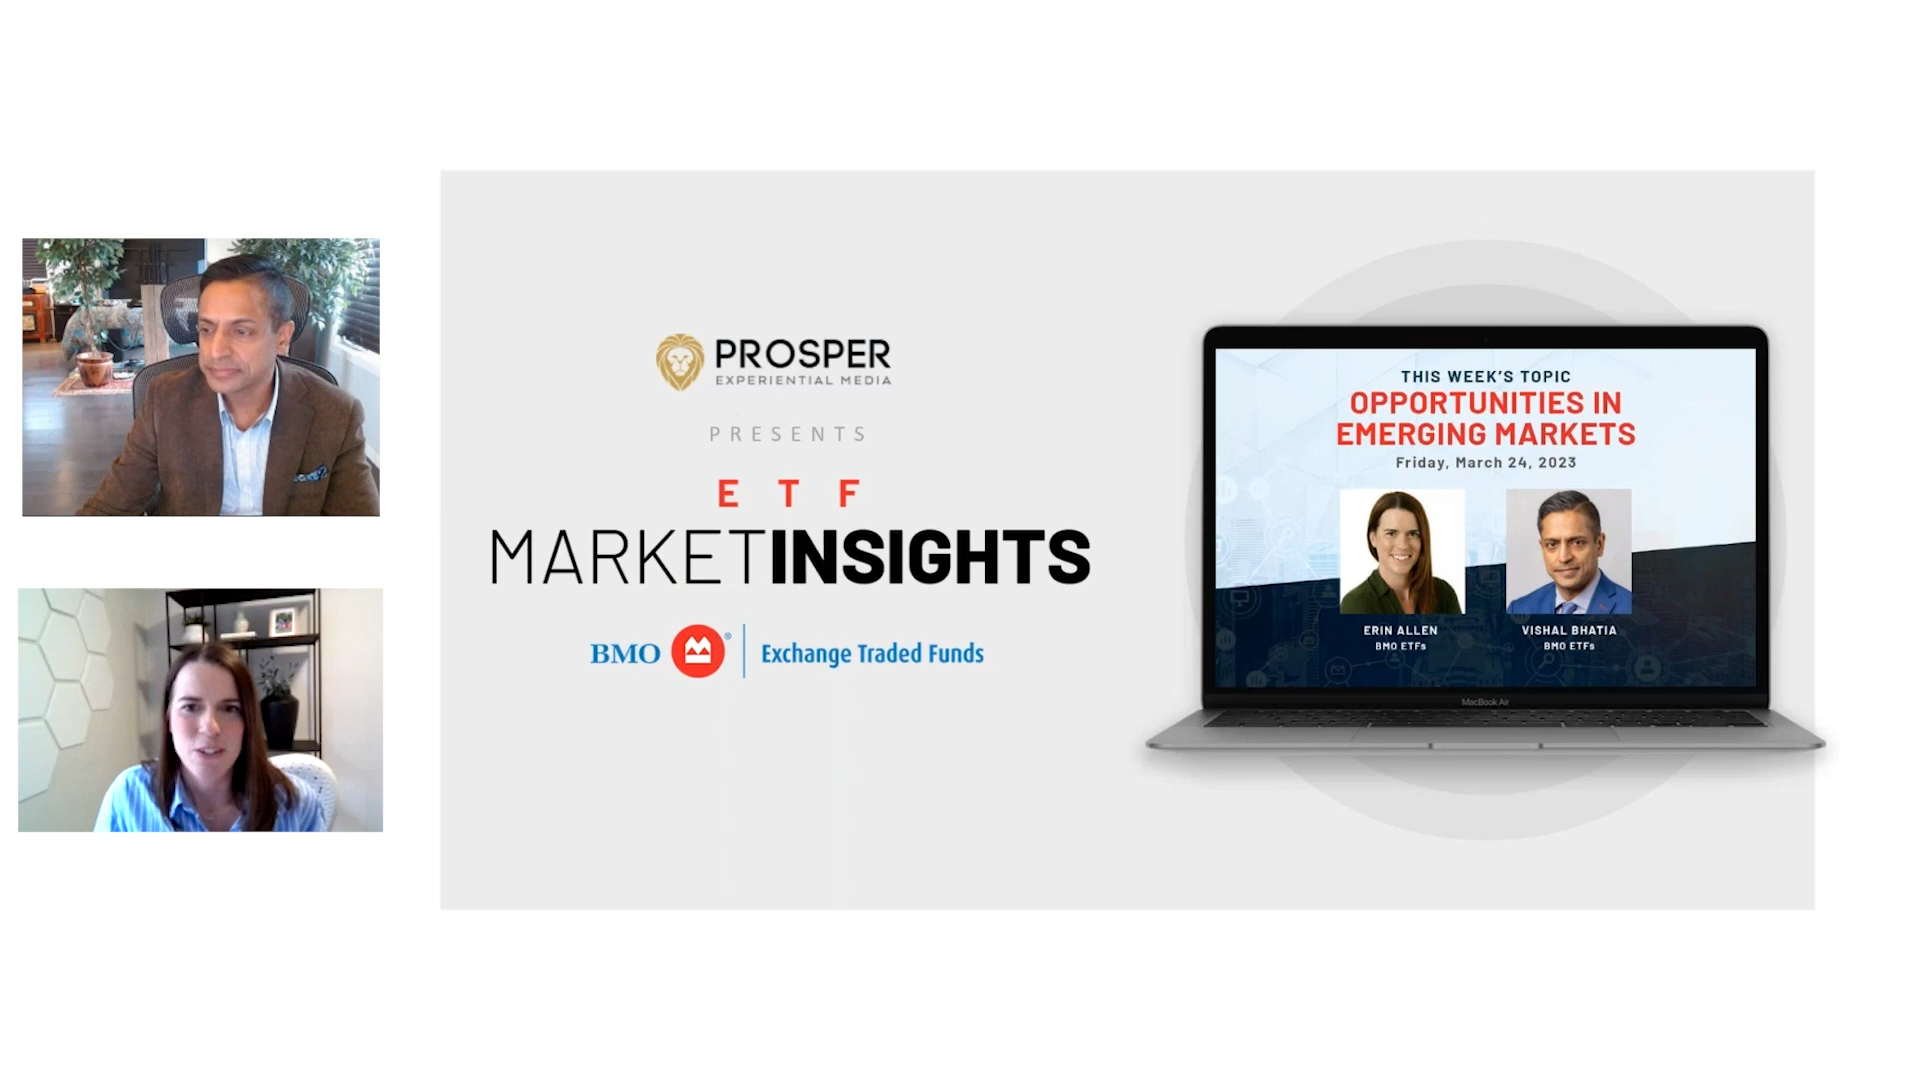 PROSPER
EXPERIENTIAL MEDIA
PRESENTS
ETF
MARKETINSIGHTS
BMO ® Exchange Traded Funds
THIS WEEK'S TOPIC
OPPORTUNITIES IN
EMERGING MARKETS
Friday, March 24, 2023
ERIN ALLEN
BMO ETFs
VISHAL BHATIA
BMO ETFs
MacBook Air